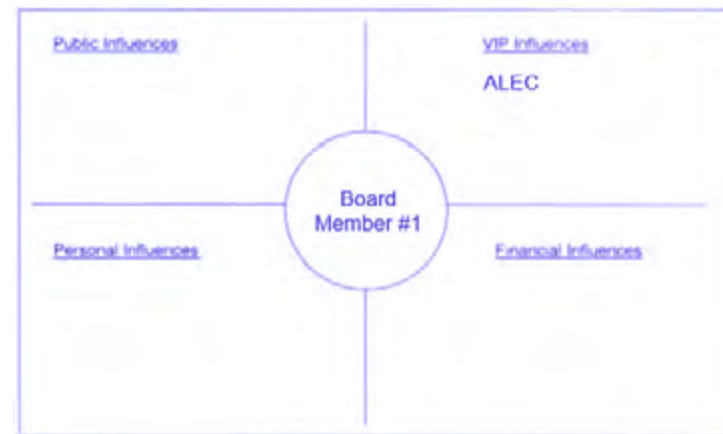 Public Influences
VIP Influences
ALEC
Board
Member #1
Personal Influences
Financial Influences